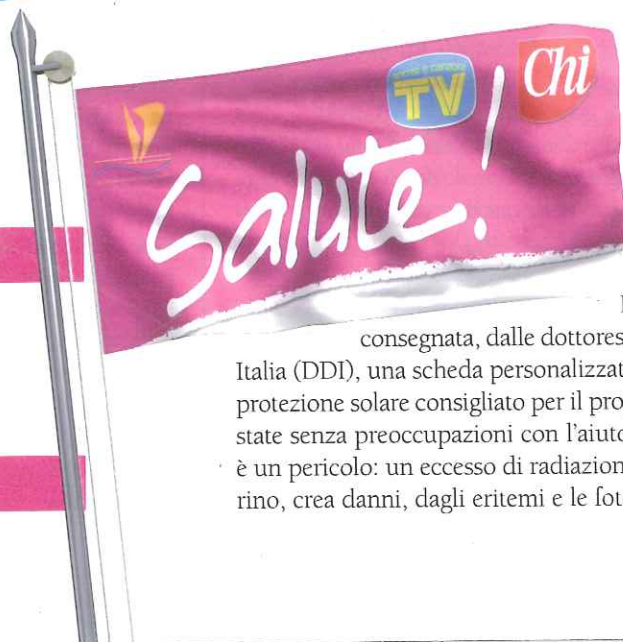 TV
Chi
Salute!
consegnata, dalle dottores
Italia (DDI), una scheda personalizzat
protezione solare consigliato per il pro
state senza preoccupazioni con l'aiuto
è un pericolo: un eccesso di radiazion
rino, crea danni, dagli eritemi e le fot